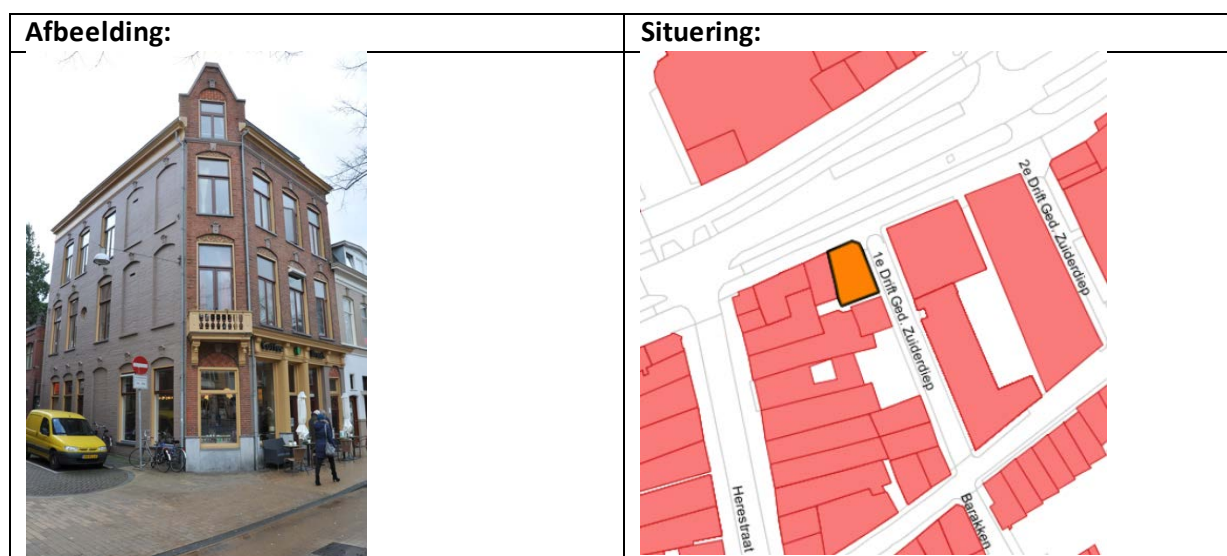 Afbeelding:
Situering:
2e Drift Ged. Zuiderdiep
1e Drift Ged. Zuiderdiep
Herestraat
Barakken